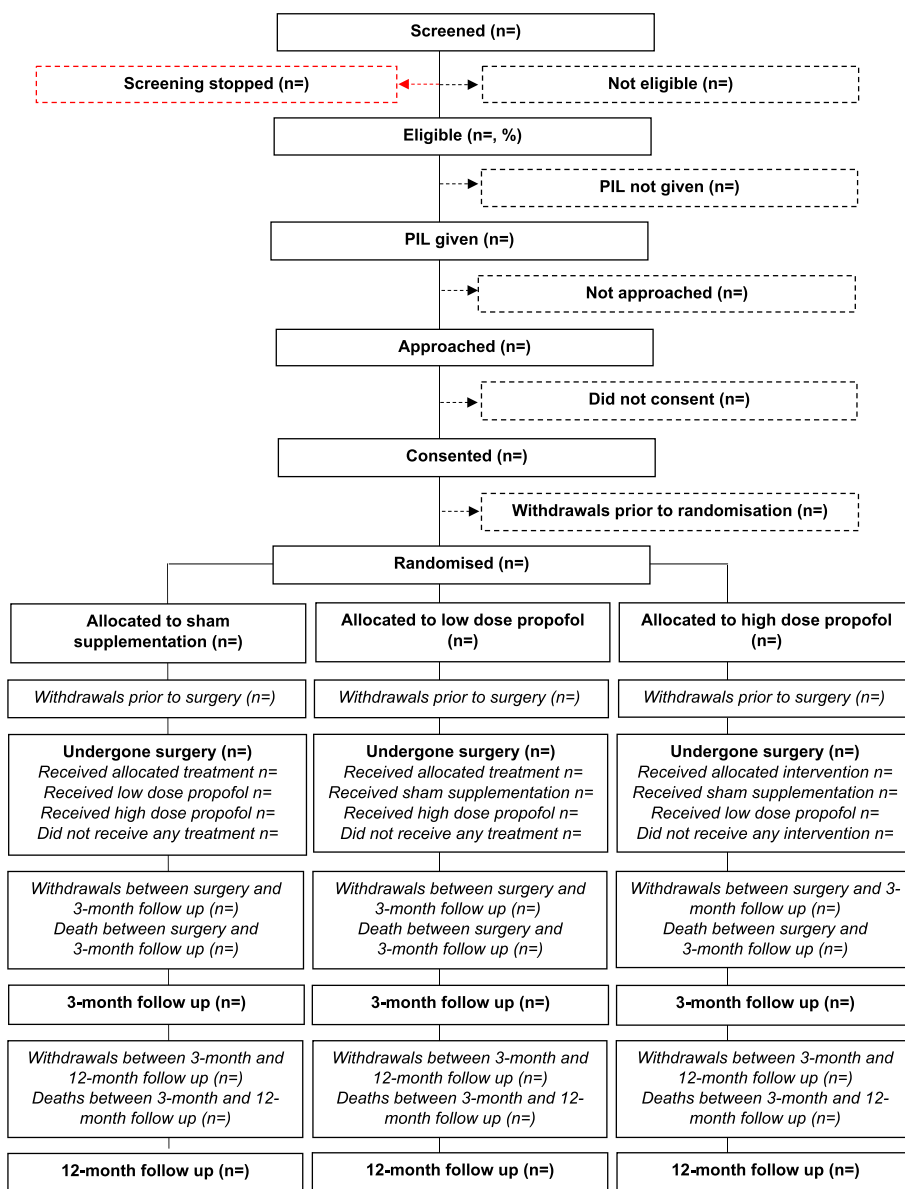 Screened (n=)
Screening stopped (n=)
Not eligible (n=)
Eligible (n=, %)
PIL not given (n=)
PIL given (n=)
Not approached (n=)
Approached (n=)
Did not consent (n=)
Consented (n=)
Withdrawals prior to randomisation (n=)
Randomised (n=)
Allocated to sham
supplementation (n=)
Allocated to low dose propofol
(n=)
Allocated to high dose propofol
(n=)
Withdrawals prior to surgery (n=)
Withdrawals prior to surgery (n=)
Withdrawals prior to surgery (n=)
Undergone surgery (n=)
Received allocated treatment n=
Received low dose propofol n=
Received high dose propofol n=
Did not receive any treatment n=
Undergone surgery (n=)
Received allocated treatment n=
Received sham supplementation n=
Received high dose propofol n=
Did not receive any treatment n=
Undergone surgery (n=)
Received allocated intervention n=
Received sham supplementation n=
Received low dose propofol n=
Did not receive any intervention n=
Withdrawals between surgery and
3-month follow up (n=)
Death between surgery and
3-month follow up (n=)
Withdrawals between surgery and
3-month follow up (n=)
Death between surgery and
3-month follow up (n=)
Withdrawals between surgery and 3-
month follow up (n=)
Death between surgery and
3-month follow up (n=)
3-month follow up (n=)
3-month follow up (n=)
3-month follow up (n=)
Withdrawals between 3-month and
12-month follow up (n=)
Deaths between 3-month and 12-
month follow up (n=)
Withdrawals between 3-month and
12-month follow up (n=)
Deaths between 3-month and 12-
month follow up (n=)
Withdrawals between 3-month and
12-month follow up (n=)
Deaths between 3-month and 12-
month follow up (n=)
12-month follow up (n=)
12-month follow up (n=)
12-month follow up (n=)